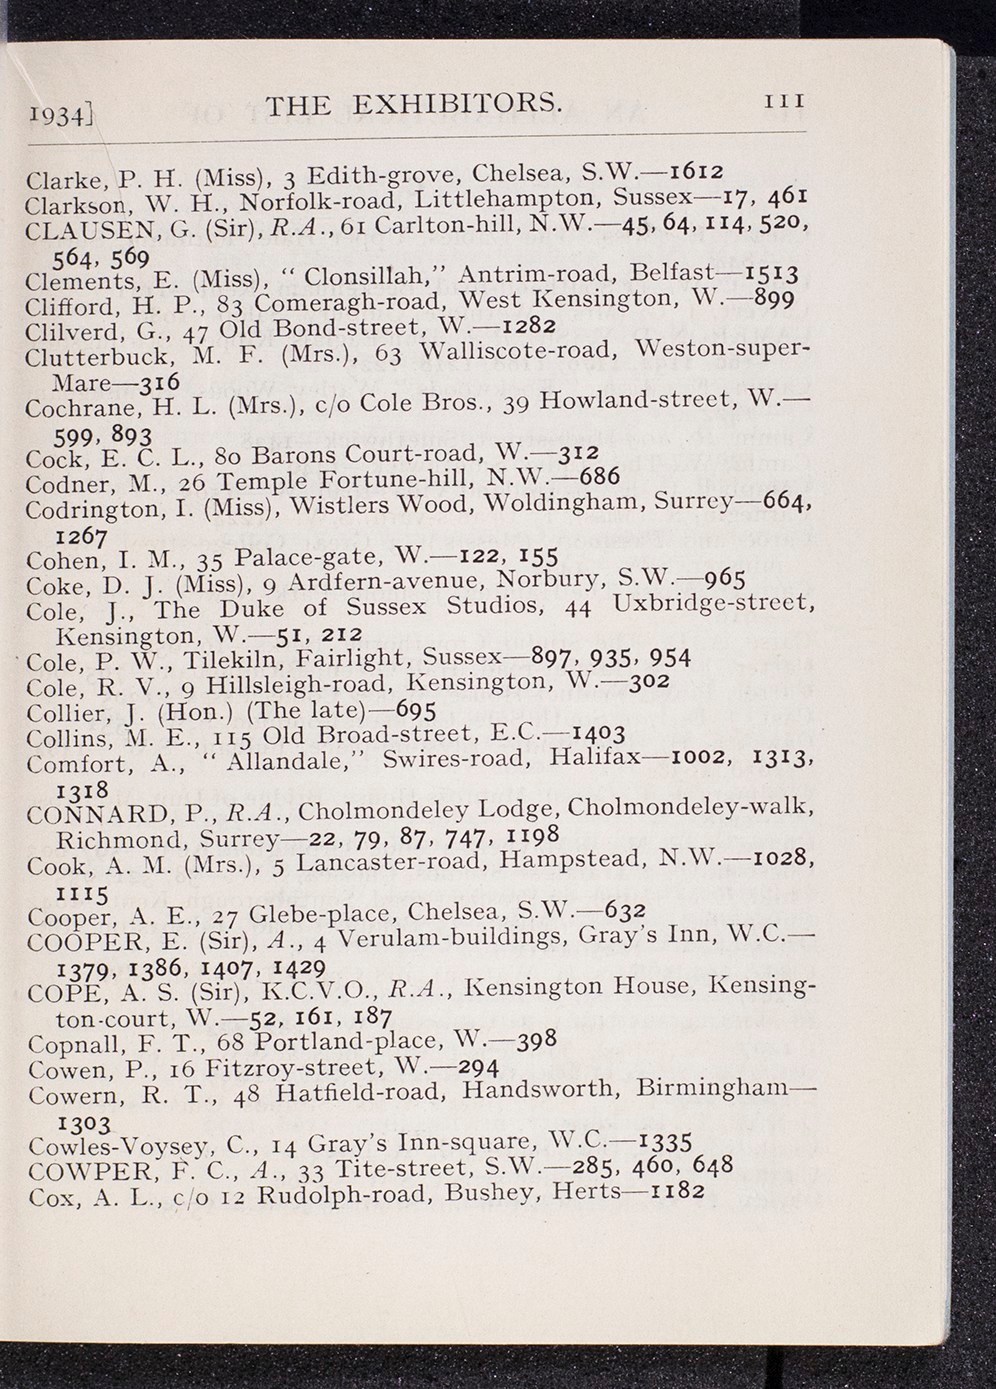 1934]
THE EXHIBITORS.
111
Clarke, P. H. (Miss), 3 Edith-grove, Chelsea, S.W.—1612
Clarkson, W. H., Norfolk-road, Littlehampton, Sussex—17, 461
CLAUSEN, G. (Sir), R.A., 61 Carlton-hill, N.W.—45, 64, 114, 520,
564, 569
Clements, E. (Miss), “ Clonsillah,” Antrim-road, Belfast—1513
Clifford, H. P., 83 Comeragh-road, West Kensington, W.—899
Clilverd, G., 47 Old Bond-street, W.—1282
Clutterbuck, M. F. (Mrs.), 63 Walliscote-road, Weston-super-
Mare—316
Cochrane, H. L. (Mrs.), c/o Cole Bros., 39 Howland-street, W.—
599, 893
Cock, E. C. L., 80 Barons Court-road, W.—312
Codner, M., 26 Temple Fortune-hill, N.W.—686
Codrington, I. (Miss), Wistlers Wood, Woldingham, Surrey—664,
1267
Cohen, I. M., 35 Palace-gate, W.—122, 155
Coke, D. J. (Miss), 9 Ardfern-avenue, Norbury, S.W.—965
Cole, J., The Duke of Sussex Studios, 44 Uxbridge-street,
Kensington, W.—51, 212
Cole, P. W., Tilekiln, Fairlight, Sussex—897, 935, 954
Cole, R. V., 9 Hillsleigh-road, Kensington, W.—302
Collier, J. (Hon.) (The late)—695
Collins, M. E., 115 Old Broad-street, E.C.—1403
Comfort, A., “ Allandale,” Swires-road, Halifax—1002, 1313,
1318
CONNARD, P., R.A., Cholmondeley Lodge, Cholmondeley-walk,
Richmond, Surrey—22, 79, 87, 747, 1198
Cook, A. M. (Mrs.), 5 Lancaster-road, Hampstead, N.W.—1028,
1115
Cooper, A. E., 27 Glebe-place, Chelsea, S.W.—632
COOPER, E. (Sir), A., 4 Verulam-buildings, Gray’s Inn, W.C.—
1379, 1386, 1407, 1429
COPE, A. S. (Sir), K.C.V.O., R.A., Kensington House, Kensing-
ton-court, W.—52, 161, 187
Copnall, F. T., 68 Portland-place, W.—398
Cowen, P., 16 Fitzroy-street, W.—294
Cowern, R. T., 48 Hatfield-road, Handsworth, Birmingham—
1303
Cowles-Voysey, C., 14 Gray’s Inn-square, W.C.—1335
COWPER, F. C., A., 33 Tite-street, S.W.—285, 460, 648
Cox, A. L., c/o 12 Rudolph-road, Bushey, Herts—1182